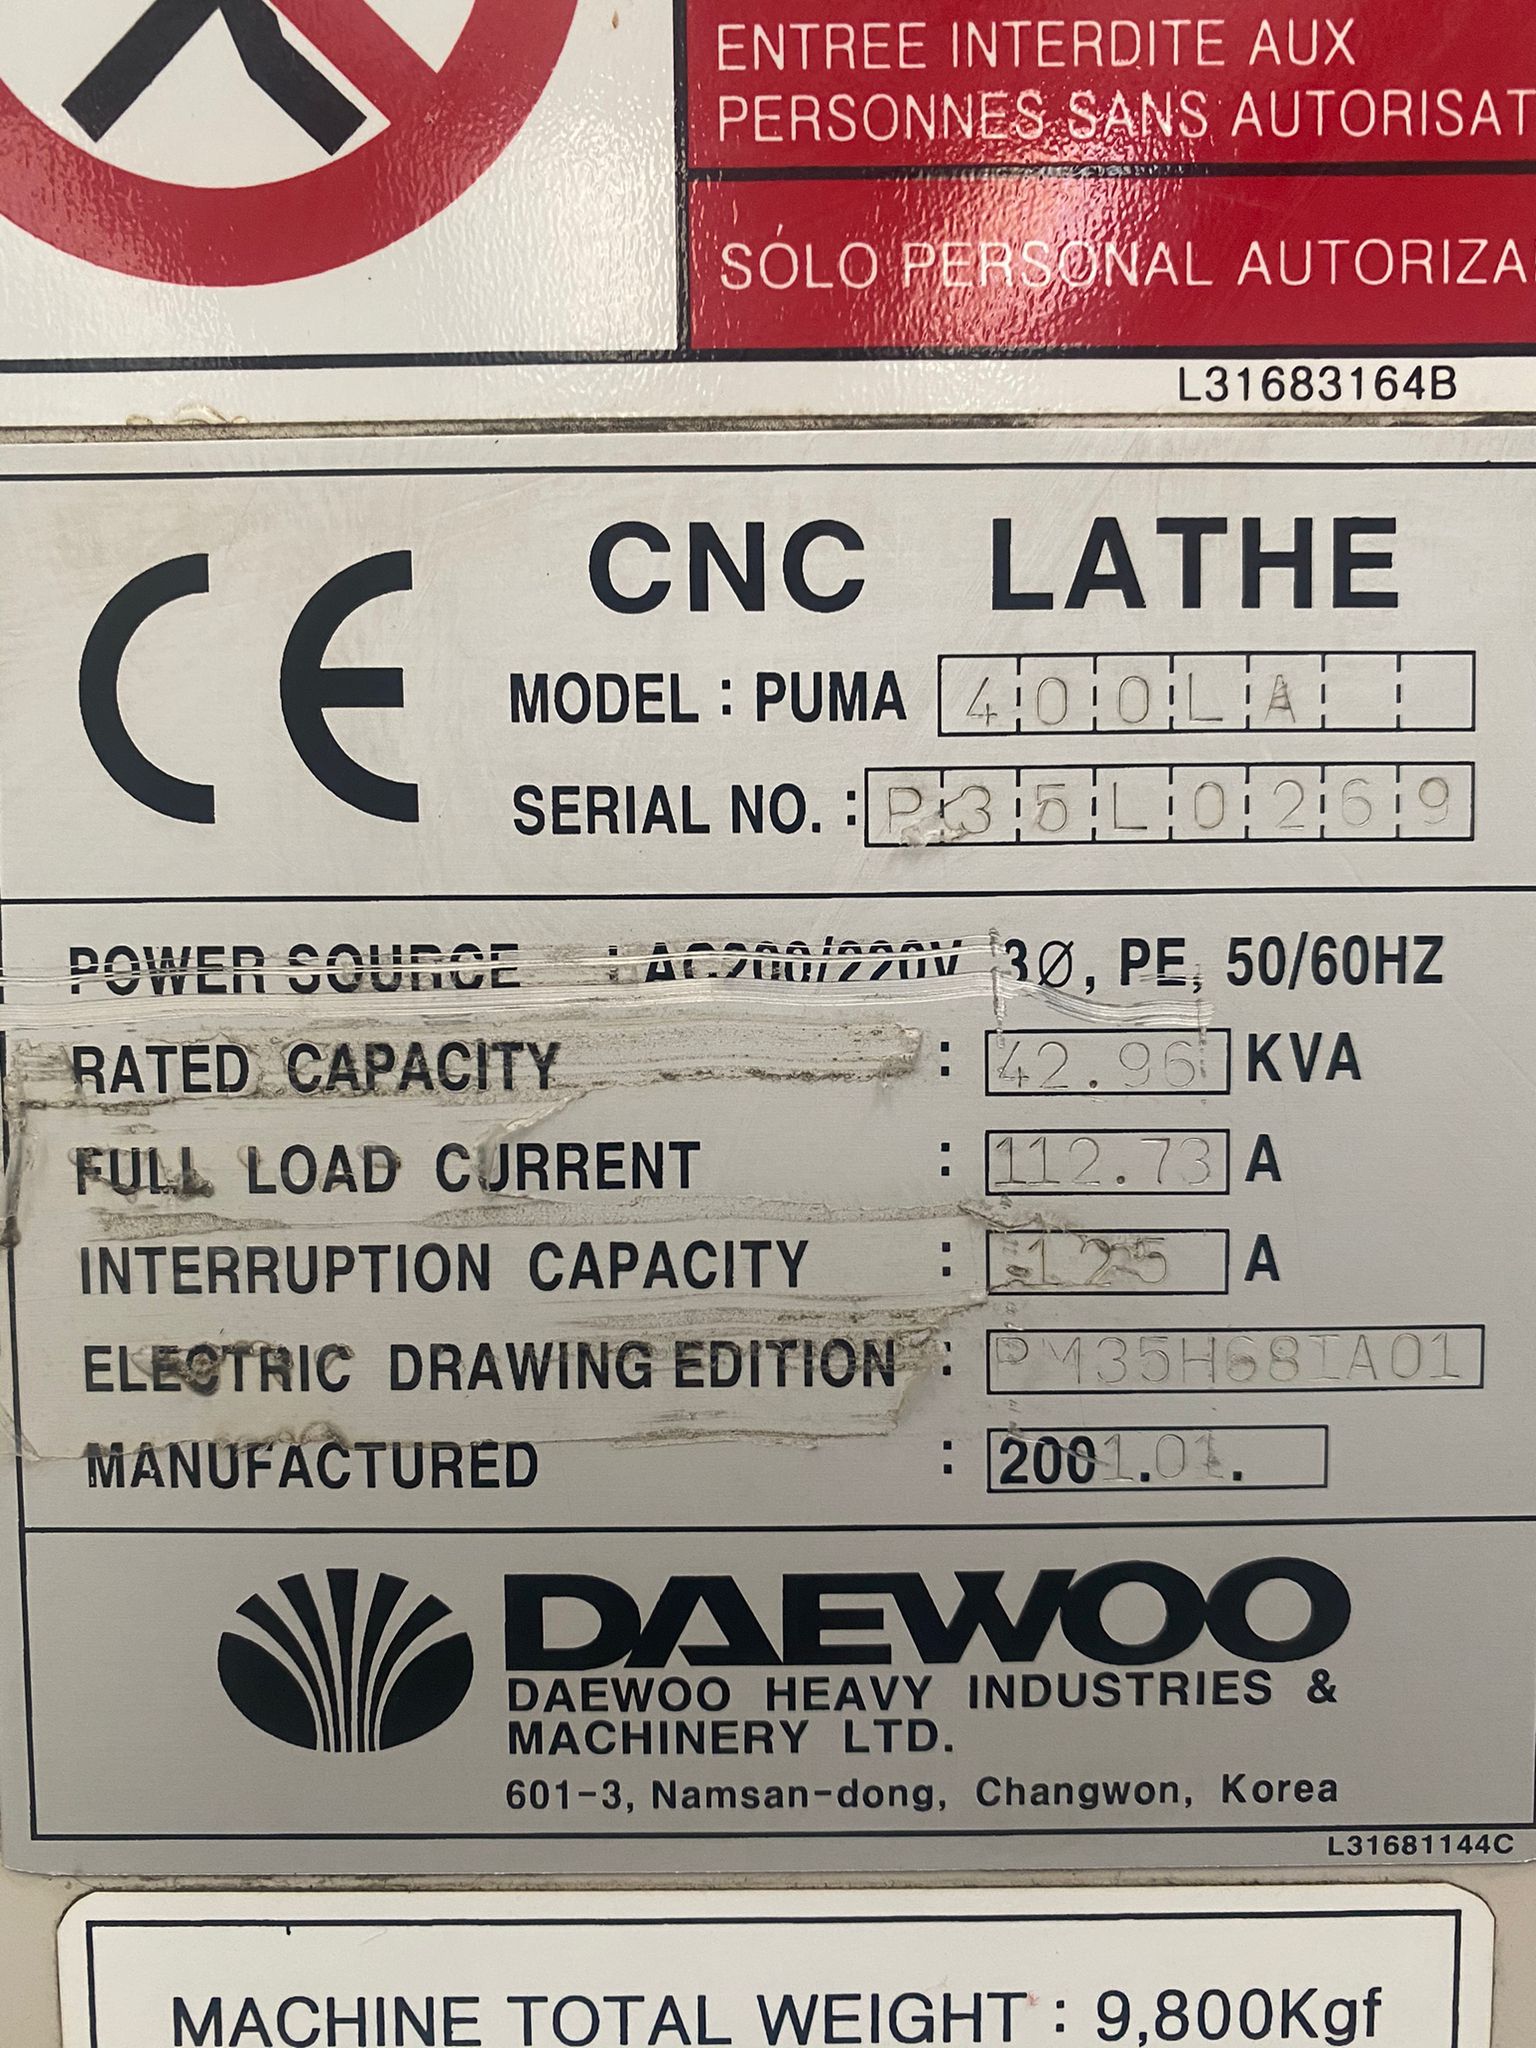 ENTREE INTERDITE AUX
PERSONNES SANS AUTORISAT
SÓLO PERSONAL AUTORIZA
L31683164B
CE
CNC LATHE
MODEL : PUMA 400LA
SERIAL NO. : P35L0269
POWER SOURCE : AC200/220V 3Ø, PE, 50/60HZ
RATED CAPACITY : 42.96 KVA
FULL LOAD CURRENT : 112.73 A
INTERRUPTION CAPACITY : 125 A
ELECTRIC DRAWING EDITION : PM35H68IA01
MANUFACTURED : 2001.01.
DAEWOO
DAEWOO HEAVY INDUSTRIES &
MACHINERY LTD.
601-3, Namsan-dong, Changwon, Korea
L31681144C
MACHINE TOTAL WEIGHT : 9,800Kgf